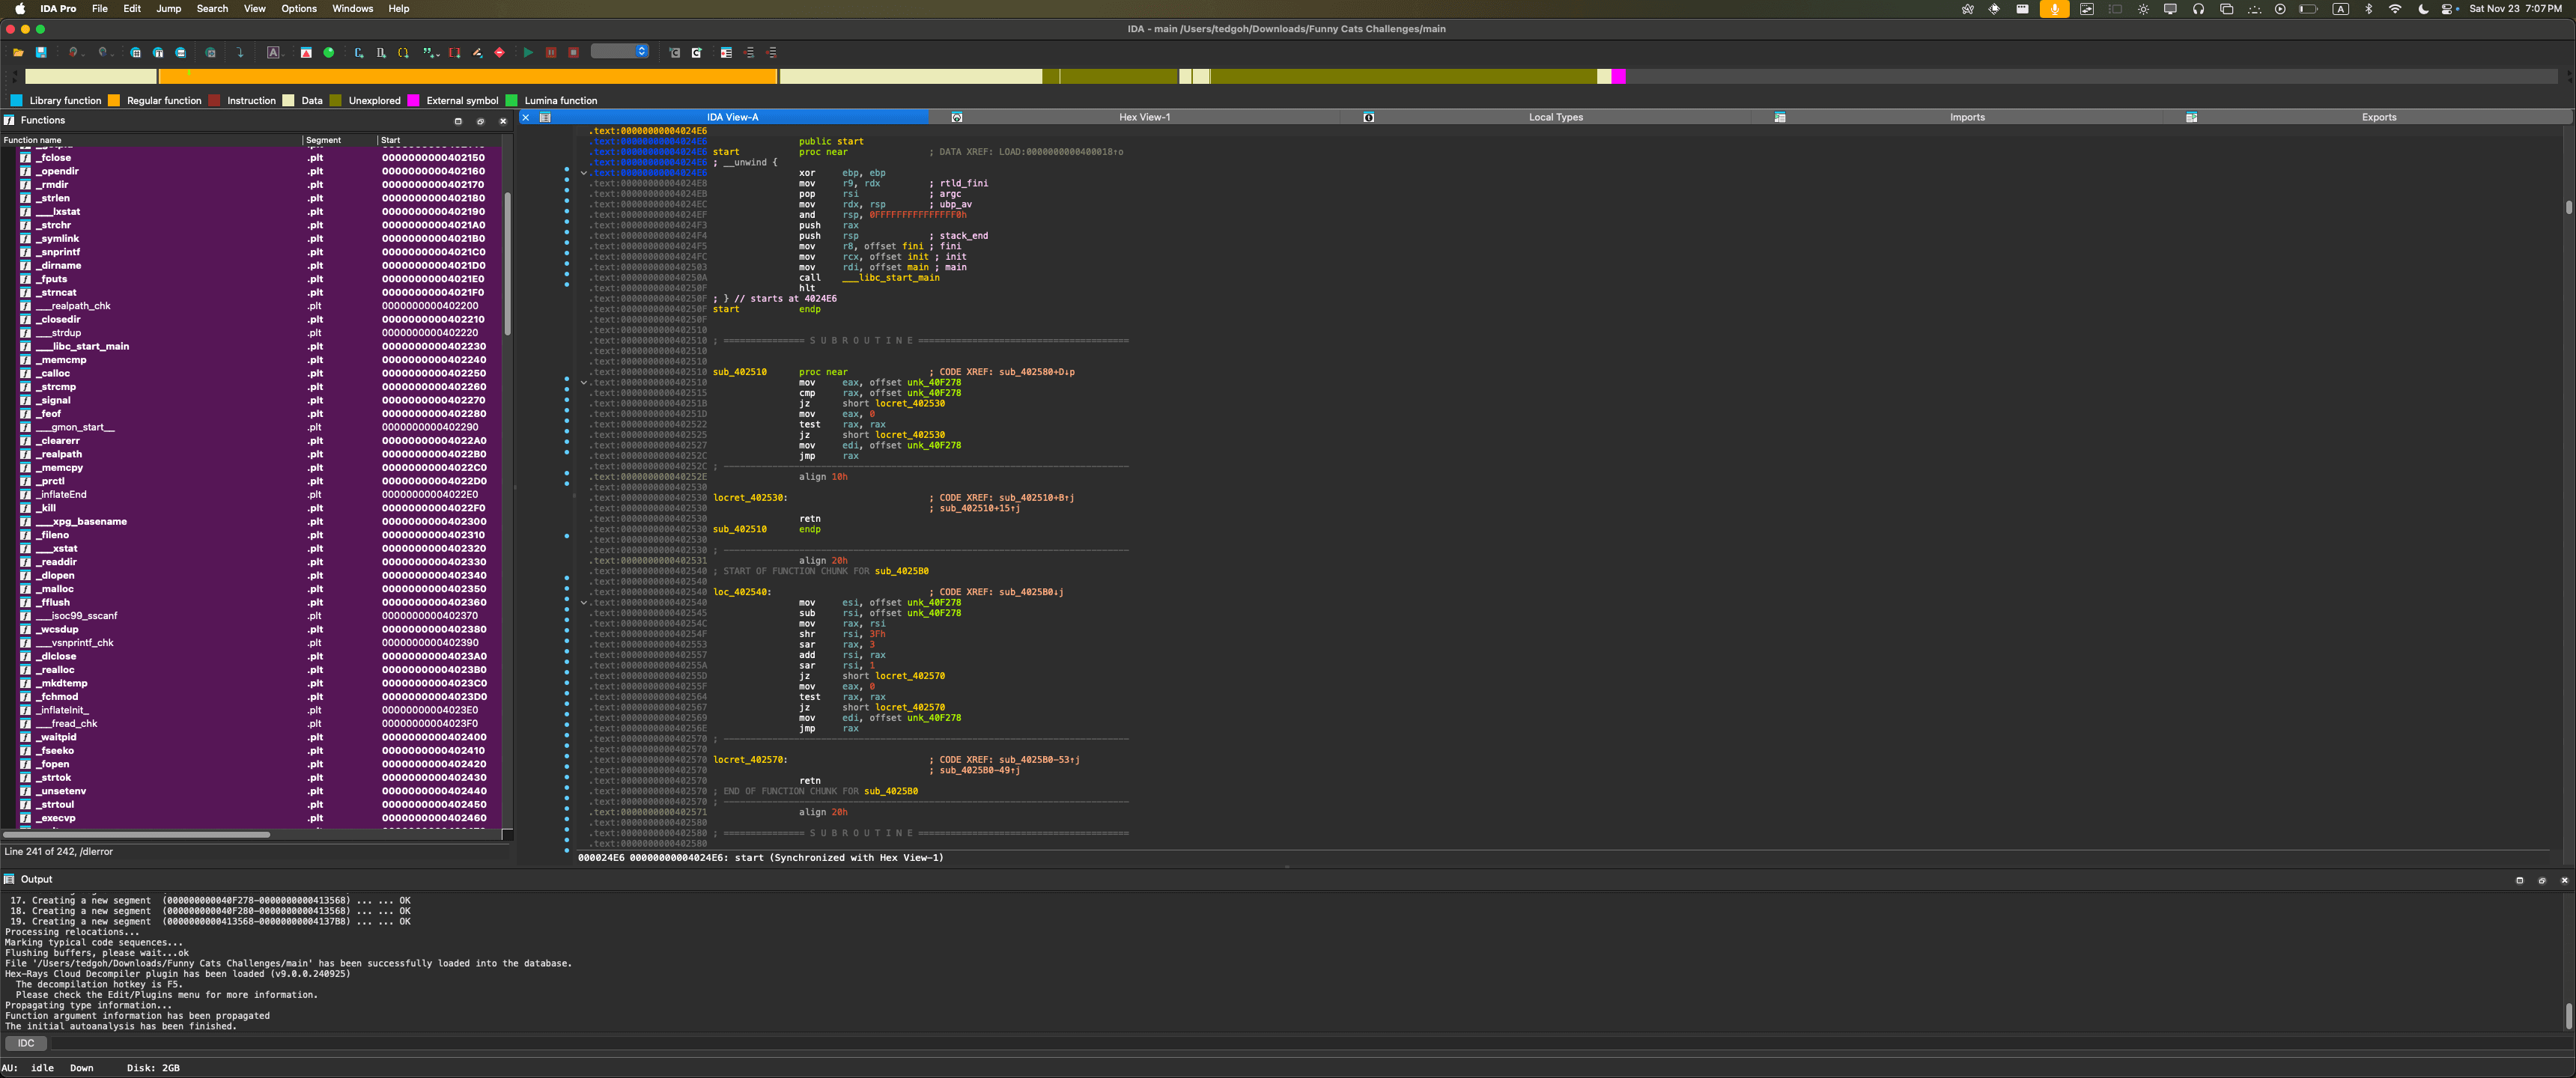 IDA Pro File Edit Jump Search View Options Windows Help A Sat Nov 23 7:07 PM
IDA - main /Users/tedgoh/Downloads/Funny Cats Challenges/main
Library function Regular function Instruction Data Unexplored External symbol Lumina function
Functions
Function name Segment Start
_fclose .plt 0000000000402150
_opendir .plt 0000000000402160
_rmdir .plt 0000000000402170
_strlen .plt 0000000000402180
___lxstat .plt 0000000000402190
_strchr .plt 00000000004021A0
_symlink .plt 00000000004021B0
_snprintf .plt 00000000004021C0
_dirname .plt 00000000004021D0
_fputs .plt 00000000004021E0
_strncat .plt 00000000004021F0
___realpath_chk .plt 0000000000402200
_closedir .plt 0000000000402210
___strdup .plt 0000000000402220
___libc_start_main .plt 0000000000402230
_memcmp .plt 0000000000402240
_calloc .plt 0000000000402250
_strcmp .plt 0000000000402260
_signal .plt 0000000000402270
_feof .plt 0000000000402280
___gmon_start__ .plt 0000000000402290
_clearerr .plt 00000000004022A0
_realpath .plt 00000000004022B0
_memcpy .plt 00000000004022C0
_prctl .plt 00000000004022D0
_inflateEnd .plt 00000000004022E0
_kill .plt 00000000004022F0
___xpg_basename .plt 0000000000402300
_fileno .plt 0000000000402310
___xstat .plt 0000000000402320
_readdir .plt 0000000000402330
_dlopen .plt 0000000000402340
_malloc .plt 0000000000402350
_fflush .plt 0000000000402360
___isoc99_sscanf .plt 0000000000402370
_wcsdup .plt 0000000000402380
___vsnprintf_chk .plt 0000000000402390
_dlclose .plt 00000000004023A0
_realloc .plt 00000000004023B0
_mkdtemp .plt 00000000004023C0
_fchmod .plt 00000000004023D0
_inflateInit_ .plt 00000000004023E0
___fread_chk .plt 00000000004023F0
_waitpid .plt 0000000000402400
_fseeko .plt 0000000000402410
_fopen .plt 0000000000402420
_strtok .plt 0000000000402430
_unsetenv .plt 0000000000402440
_strtoul .plt 0000000000402450
_execvp .plt 0000000000402460
Line 241 of 242, /dlerror
IDA View-A Hex View-1 Local Types Imports Exports
.text:00000000004024E6
.text:00000000004024E6 public start
.text:00000000004024E6 start proc near ; DATA XREF: LOAD:0000000000400018↑o
.text:00000000004024E6 ; __unwind {
.text:00000000004024E6 xor ebp, ebp
.text:00000000004024E8 mov r9, rdx ; rtld_fini
.text:00000000004024EB pop rsi ; argc
.text:00000000004024EC mov rdx, rsp ; ubp_av
.text:00000000004024EF and rsp, 0FFFFFFFFFFFFFFF0h
.text:00000000004024F3 push rax
.text:00000000004024F4 push rsp ; stack_end
.text:00000000004024F5 mov r8, offset fini ; fini
.text:00000000004024FC mov rcx, offset init ; init
.text:0000000000402503 mov rdi, offset main ; main
.text:000000000040250A call ___libc_start_main
.text:000000000040250F hlt
.text:000000000040250F ; } // starts at 4024E6
.text:000000000040250F start endp
.text:000000000040250F
.text:0000000000402510
.text:0000000000402510 ; =============== S U B R O U T I N E =======================================
.text:0000000000402510
.text:0000000000402510
.text:0000000000402510 sub_402510 proc near ; CODE XREF: sub_402580+D↓p
.text:0000000000402510 mov eax, offset unk_40F278
.text:0000000000402515 cmp rax, offset unk_40F278
.text:000000000040251B jz short locret_402530
.text:000000000040251D mov eax, 0
.text:0000000000402522 test rax, rax
.text:0000000000402525 jz short locret_402530
.text:0000000000402527 mov edi, offset unk_40F278
.text:000000000040252C jmp rax
.text:000000000040252C ; ---------------------------------------------------------------------------
.text:000000000040252E align 10h
.text:0000000000402530
.text:0000000000402530 locret_402530: ; CODE XREF: sub_402510+B↑j
.text:0000000000402530 ; sub_402510+15↑j
.text:0000000000402530 retn
.text:0000000000402530 sub_402510 endp
.text:0000000000402530
.text:0000000000402530 ; ---------------------------------------------------------------------------
.text:0000000000402531 align 20h
.text:0000000000402540 ; START OF FUNCTION CHUNK FOR sub_4025B0
.text:0000000000402540
.text:0000000000402540 loc_402540: ; CODE XREF: sub_4025B0↓j
.text:0000000000402540 mov esi, offset unk_40F278
.text:0000000000402545 sub rsi, offset unk_40F278
.text:000000000040254C mov rax, rsi
.text:000000000040254F shr rsi, 3Fh
.text:0000000000402553 sar rax, 3
.text:0000000000402557 add rsi, rax
.text:000000000040255A sar rsi, 1
.text:000000000040255D jz short locret_402570
.text:000000000040255F mov eax, 0
.text:0000000000402564 test rax, rax
.text:0000000000402567 jz short locret_402570
.text:0000000000402569 mov edi, offset unk_40F278
.text:000000000040256E jmp rax
.text:0000000000402570 ; ---------------------------------------------------------------------------
.text:0000000000402570
.text:0000000000402570 locret_402570: ; CODE XREF: sub_4025B0-53↑j
.text:0000000000402570 ; sub_4025B0-49↑j
.text:0000000000402570 retn
.text:0000000000402570 ; END OF FUNCTION CHUNK FOR sub_4025B0
.text:0000000000402570 ; ---------------------------------------------------------------------------
.text:0000000000402571 align 20h
.text:0000000000402580
.text:0000000000402580 ; =============== S U B R O U T I N E =======================================
.text:0000000000402580
000024E6 00000000004024E6: start (Synchronized with Hex View-1)
Output
17. Creating a new segment (000000000040F278-0000000000413568) ... ... OK
18. Creating a new segment (000000000040F280-0000000000413568) ... ... OK
19. Creating a new segment (0000000000413568-00000000004137B8) ... ... OK
Processing relocations...
Marking typical code sequences...
Flushing buffers, please wait...ok
File '/Users/tedgoh/Downloads/Funny Cats Challenges/main' has been successfully loaded into the database.
Hex-Rays Cloud Decompiler plugin has been loaded (v9.0.0.240925)
The decompilation hotkey is F5.
Please check the Edit/Plugins menu for more information.
Propagating type information...
Function argument information has been propagated
The initial autoanalysis has been finished.
IDC
AU: idle Down Disk: 2GB